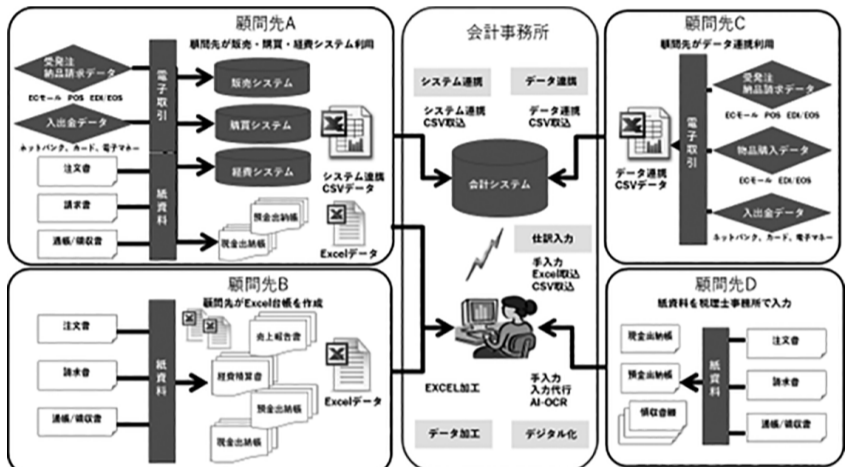 顧問先A
顧問先が販売・購買・経費システム利用
受発注
納品請求データ
ECモール POS EDI/EOS
入出金データ
ネットバンク、カード、電子マネー
注文書
請求書
通帳/領収書
電子取引
紙資料
販売システム
購買システム
経費システム
預金出納帳
現金出納帳
システム連携
CSVデータ
Excelデータ
顧問先B
顧問先がExcel台帳を作成
注文書
請求書
通帳/領収書
紙資料
売上報告書
経費精算書
預金出納帳
現金出納帳
Excelデータ
会計事務所
システム連携
データ連携
システム連携
CSV取込
データ連携
CSV取込
会計システム
仕訳入力
手入力
Excel取込
CSV取込
EXCEL加工
手入力
入力代行
AI-OCR
データ加工
デジタル化
顧問先C
顧問先がデータ連携利用
受発注
納品請求データ
ECモール POS EDI/EOS
物品購入データ
ECモール EDI/EOS
入出金データ
ネットバンク、カード、電子マネー
電子取引
データ連携
CSVデータ
顧問先D
紙資料を税理士事務所で入力
現金出納帳
預金出納帳
紙資料
注文書
請求書
通帳/領収書